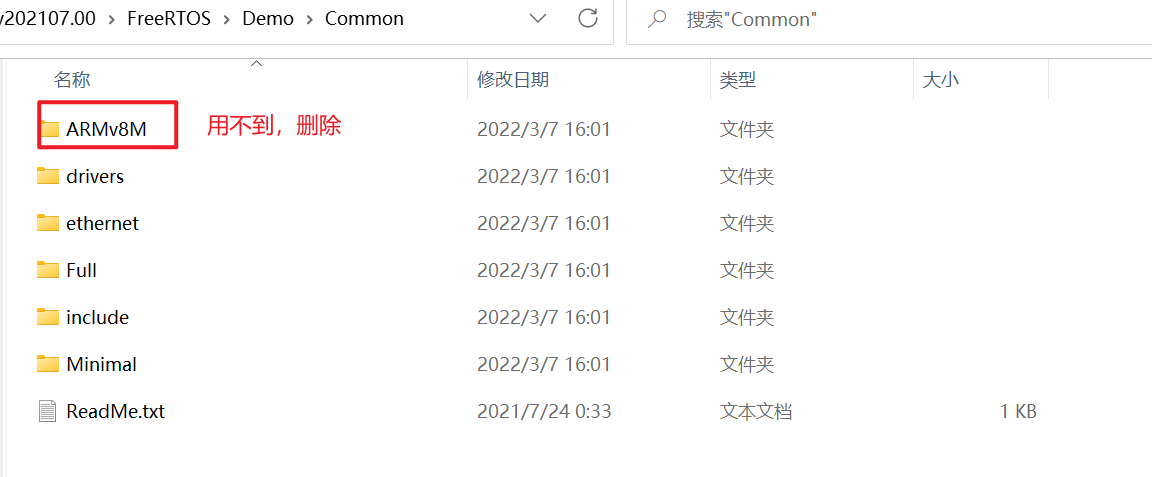 v202107.00 › FreeRTOS › Demo › Common
搜索"Common"
名称 修改日期 类型 大小
ARMv8M 用不到，删除 2022/3/7 16:01 文件夹
drivers 2022/3/7 16:01 文件夹
ethernet 2022/3/7 16:01 文件夹
Full 2022/3/7 16:01 文件夹
include 2022/3/7 16:01 文件夹
Minimal 2022/3/7 16:01 文件夹
ReadMe.txt 2021/7/24 0:33 文本文档 1 KB